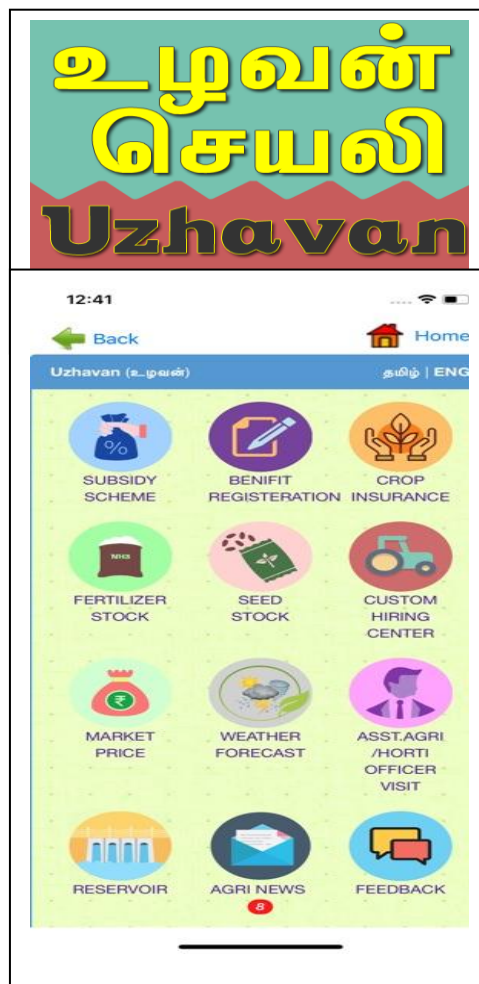 உழவன்
செயலி
Uzhavan
12:41
Back
Home
Uzhavan (உழவன்)
தமிழ் | ENG
SUBSIDY
SCHEME
BENIFIT
REGISTERATION
CROP
INSURANCE
FERTILIZER
STOCK
SEED
STOCK
CUSTOM
HIRING
CENTER
MARKET
PRICE
WEATHER
FORECAST
ASST.AGRI
/HORTI
OFFICER
VISIT
RESERVOIR
AGRI NEWS
8
FEEDBACK